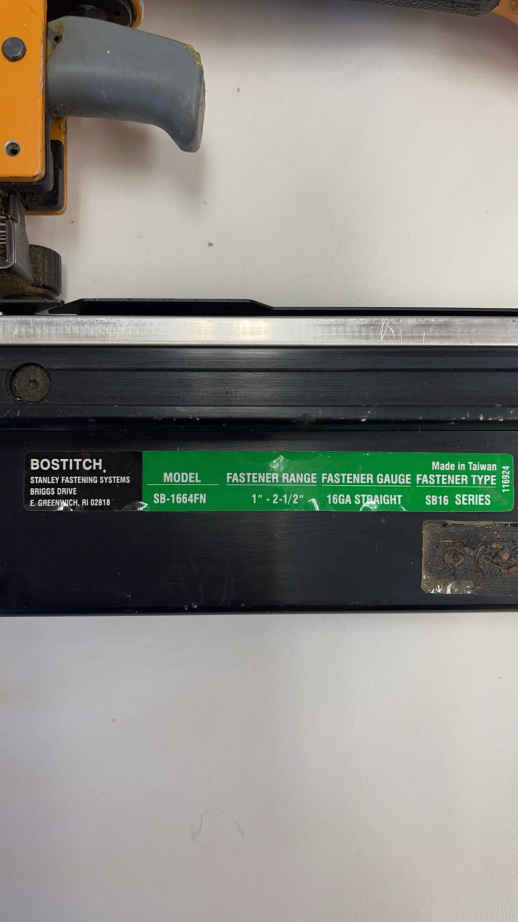 BOSTITCH.
STANLEY FASTENING SYSTEMS
BRIGGS DRIVE
E. GREENWICH, RI 02818
Made in Taiwan
MODEL FASTENER RANGE FASTENER GAUGE FASTENER TYPE
SB-1664FN 1" - 2-1/2" 16GA STRAIGHT SB16 SERIES
116924